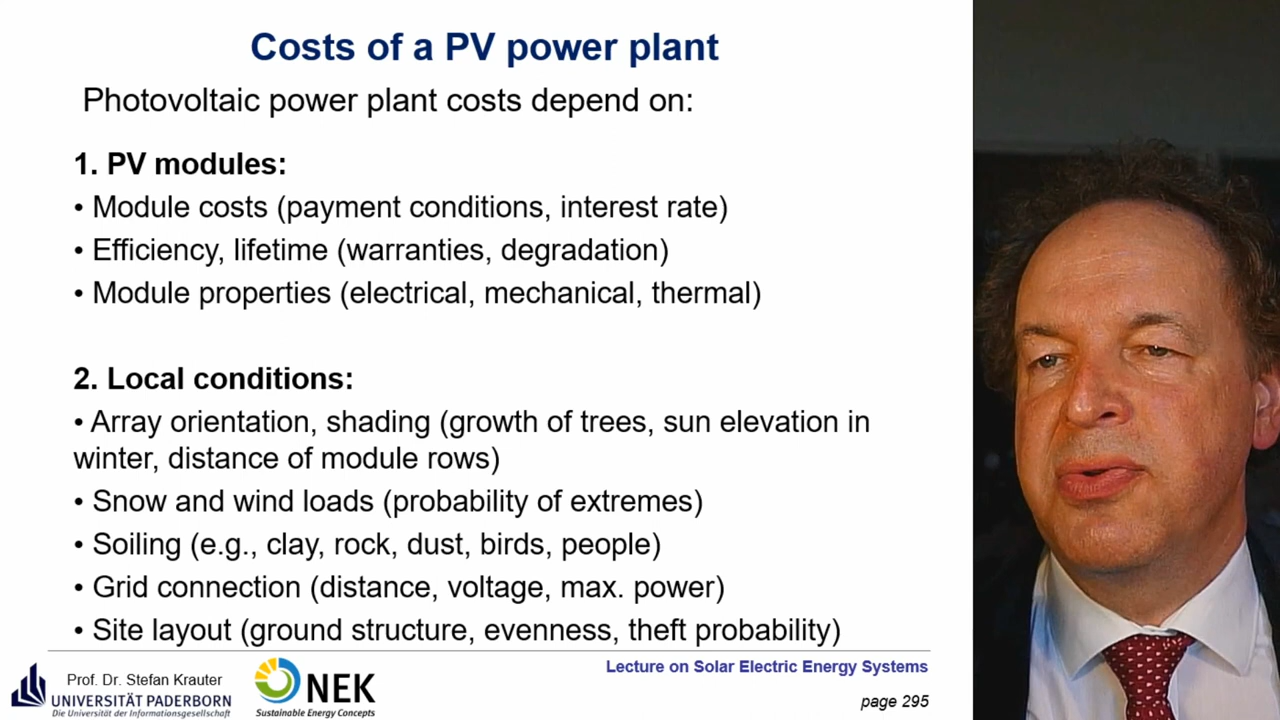 Costs of a PV power plant
Photovoltaic power plant costs depend on:
1. PV modules:
• Module costs (payment conditions, interest rate)
• Efficiency, lifetime (warranties, degradation)
• Module properties (electrical, mechanical, thermal)
2. Local conditions:
• Array orientation, shading (growth of trees, sun elevation in
winter, distance of module rows)
• Snow and wind loads (probability of extremes)
• Soiling (e.g., clay, rock, dust, birds, people)
• Grid connection (distance, voltage, max. power)
• Site layout (ground structure, evenness, theft probability)
Prof. Dr. Stefan Krauter
UNIVERSITÄT PADERBORN
Die Universität der Informationsgesellschaft
NEK
Sustainable Energy Concepts
Lecture on Solar Electric Energy Systems
page 295